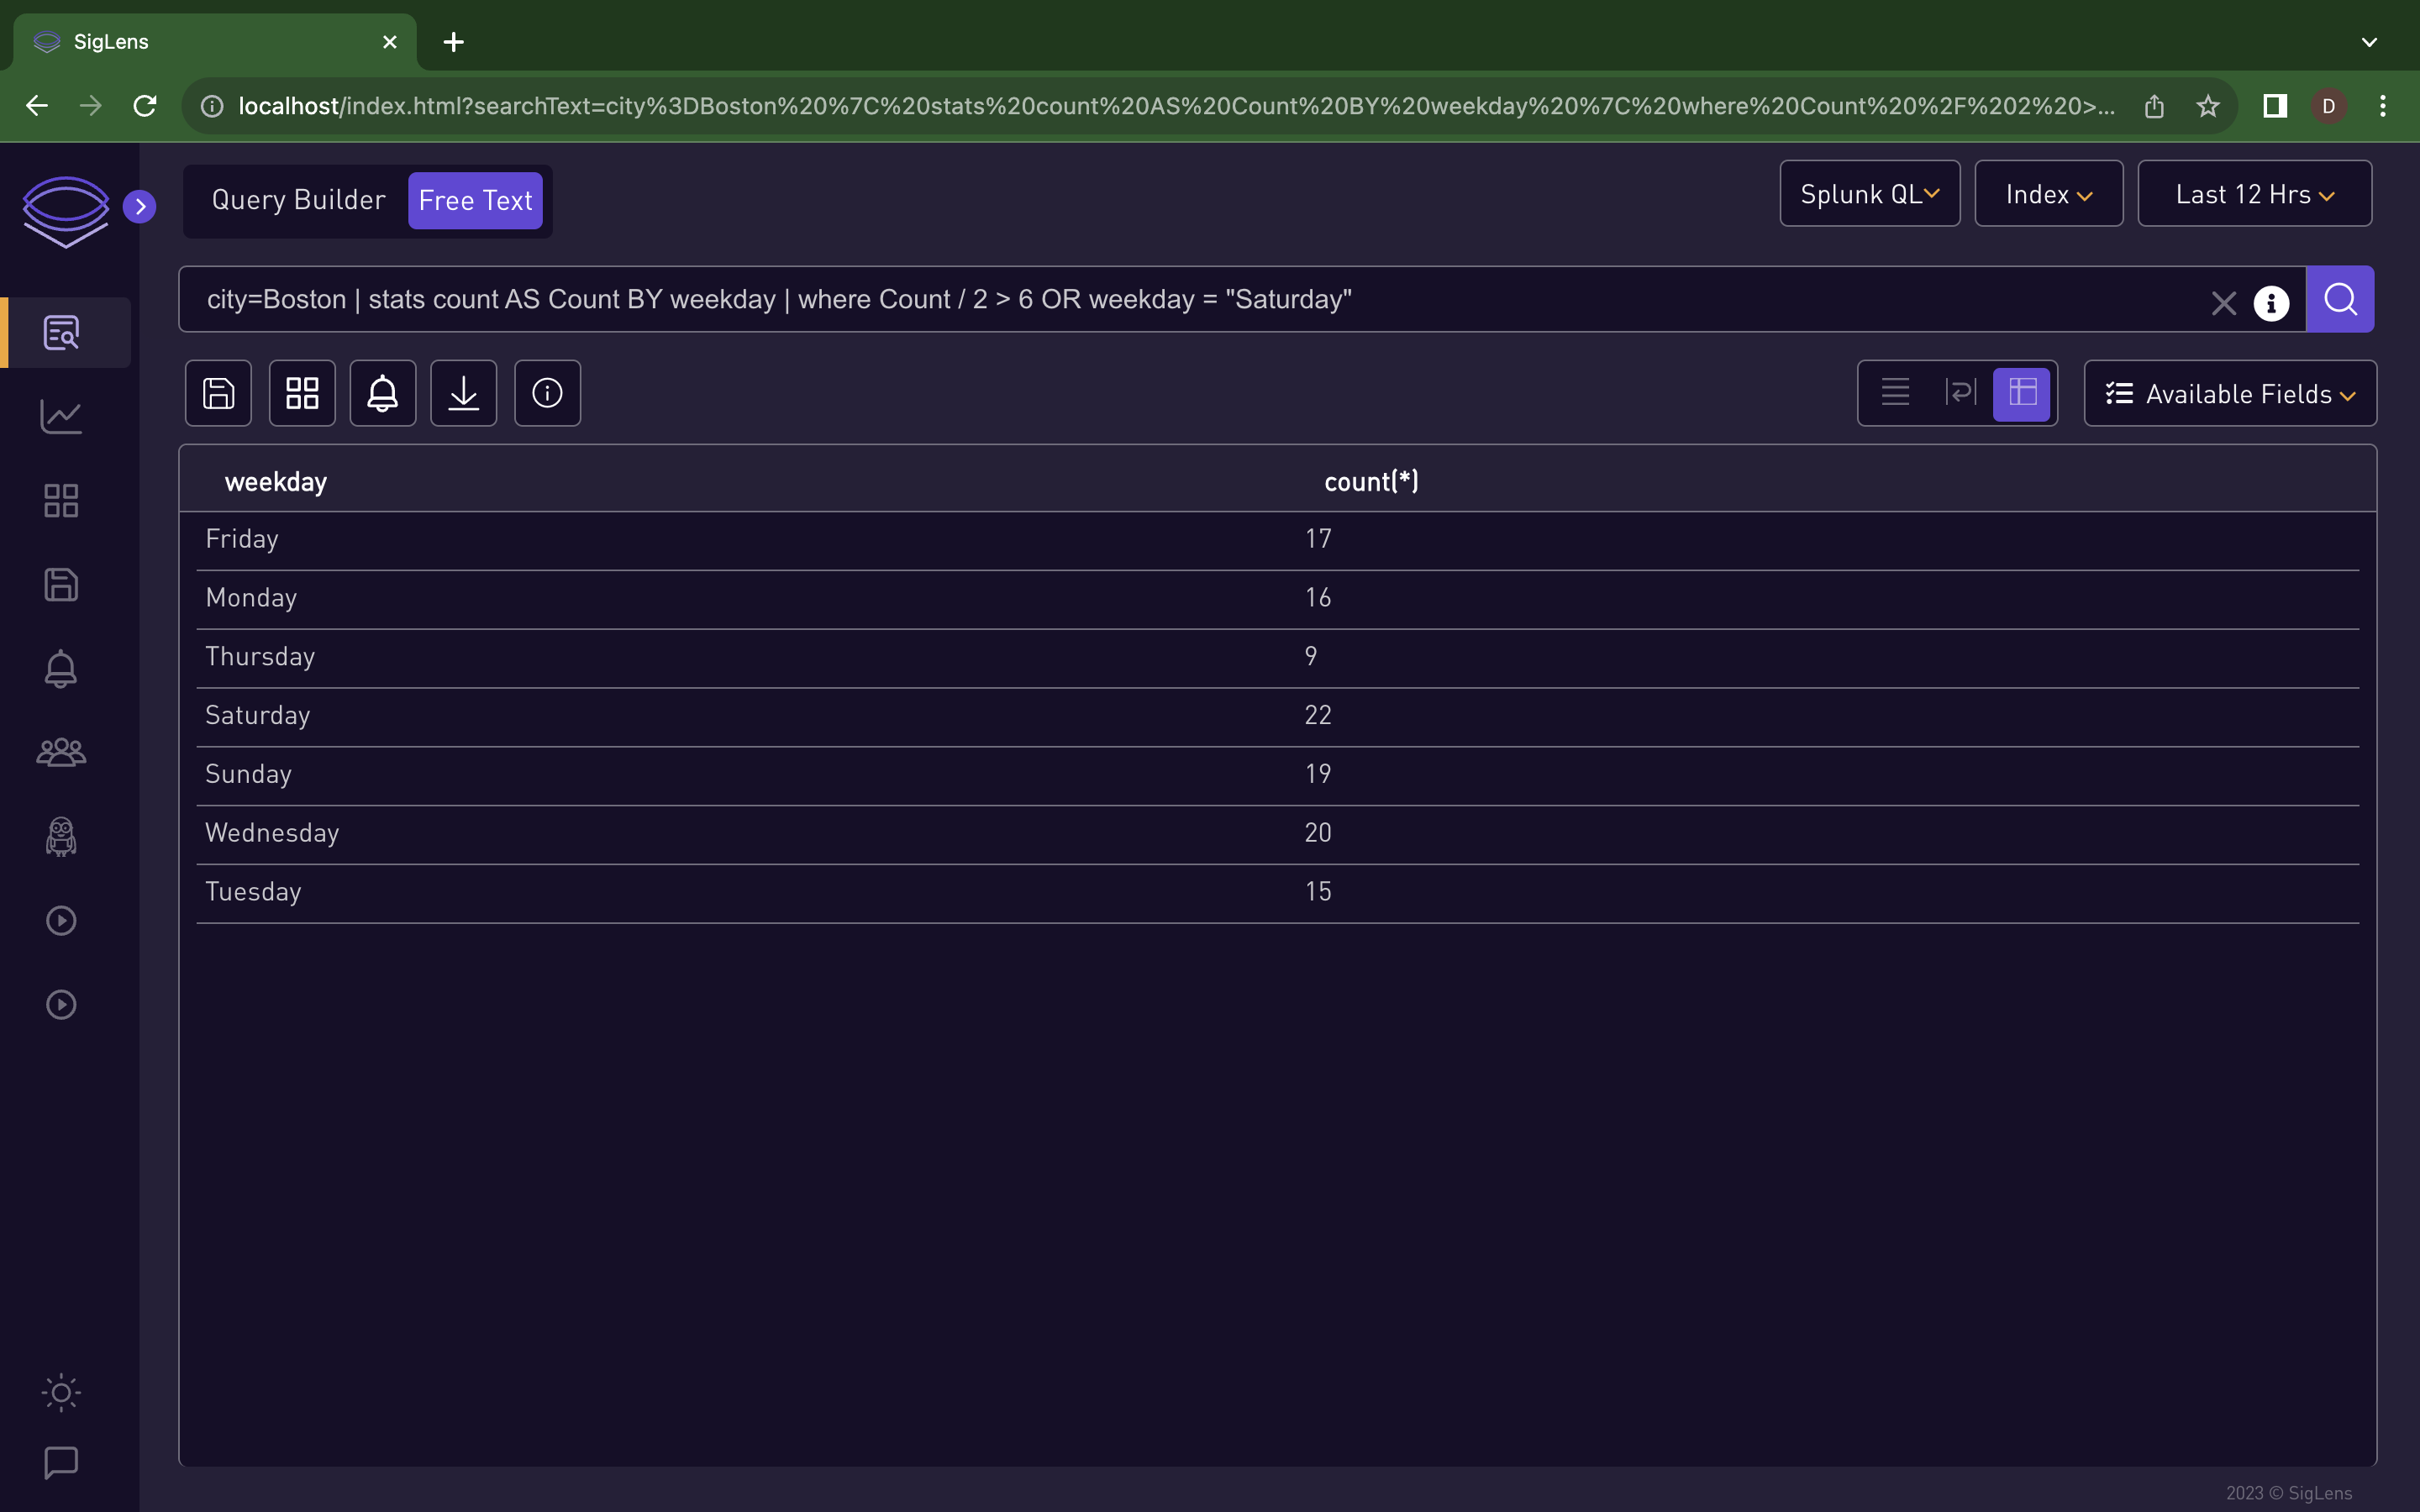 SigLens
localhost/index.html?searchText=city%3DBoston%20%7C%20stats%20count%20AS%20Count%20BY%20weekday%20%7C%20where%20Count%20%2F%202%20>...
D
Query Builder
Free Text
Splunk QL
Index
Last 12 Hrs
city=Boston | stats count AS Count BY weekday | where Count / 2 > 6 OR weekday = "Saturday"
Available Fields
weekday count(*)
Friday 17
Monday 16
Thursday 9
Saturday 22
Sunday 19
Wednesday 20
Tuesday 15
2023 © SigLens